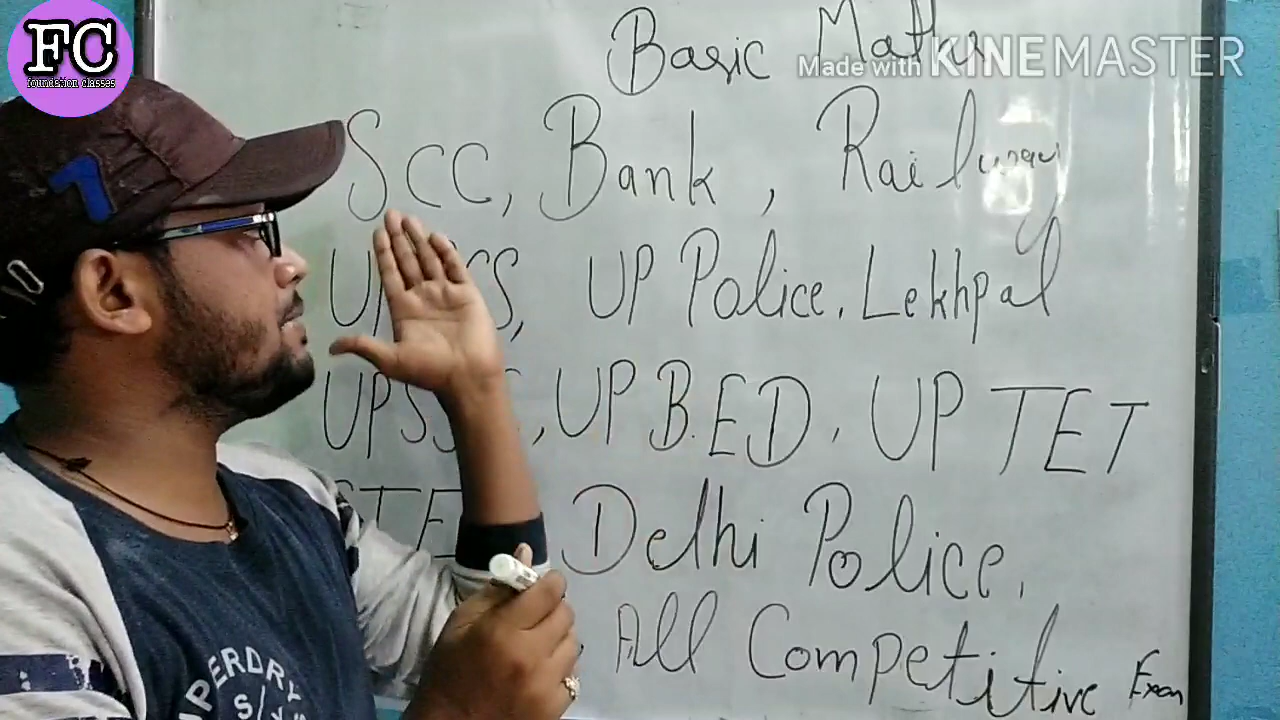 FC
foundation classes
Basic Maths
Made with KINEMASTER
SCC, Bank, Railway
UP Police, Lekhpal
UP B.ED, UP TET
Delhi Police,
All Competitive Exam